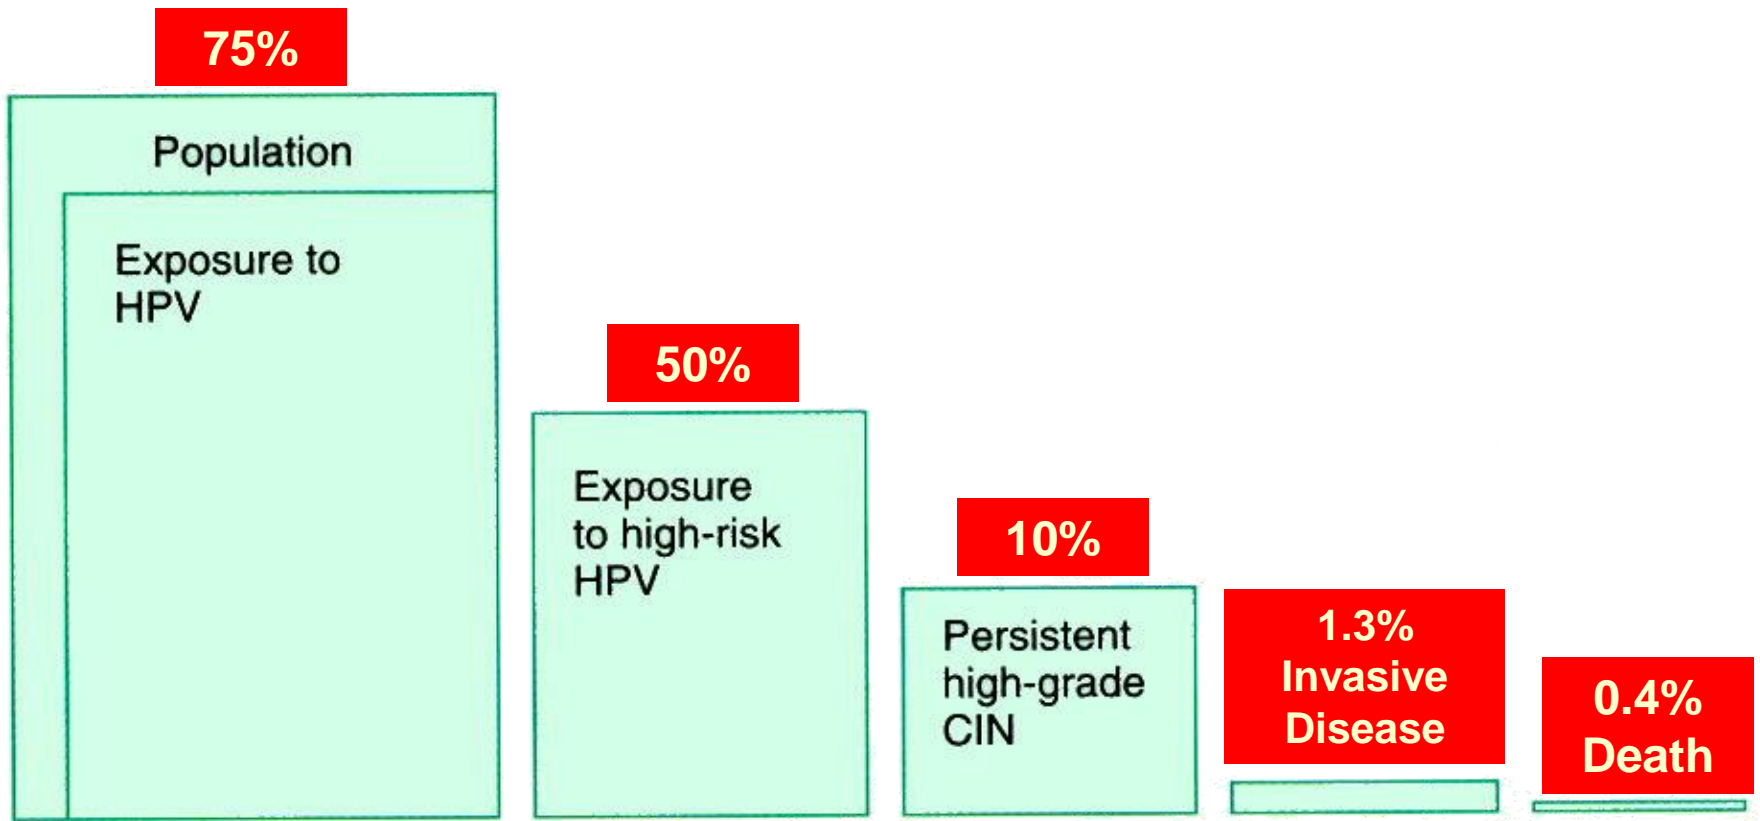 75%
Population
Exposure to
HPV
50%
Exposure
to high-risk
HPV
10%
Persistent
high-grade
CIN
1.3%
Invasive
Disease
0.4%
Death